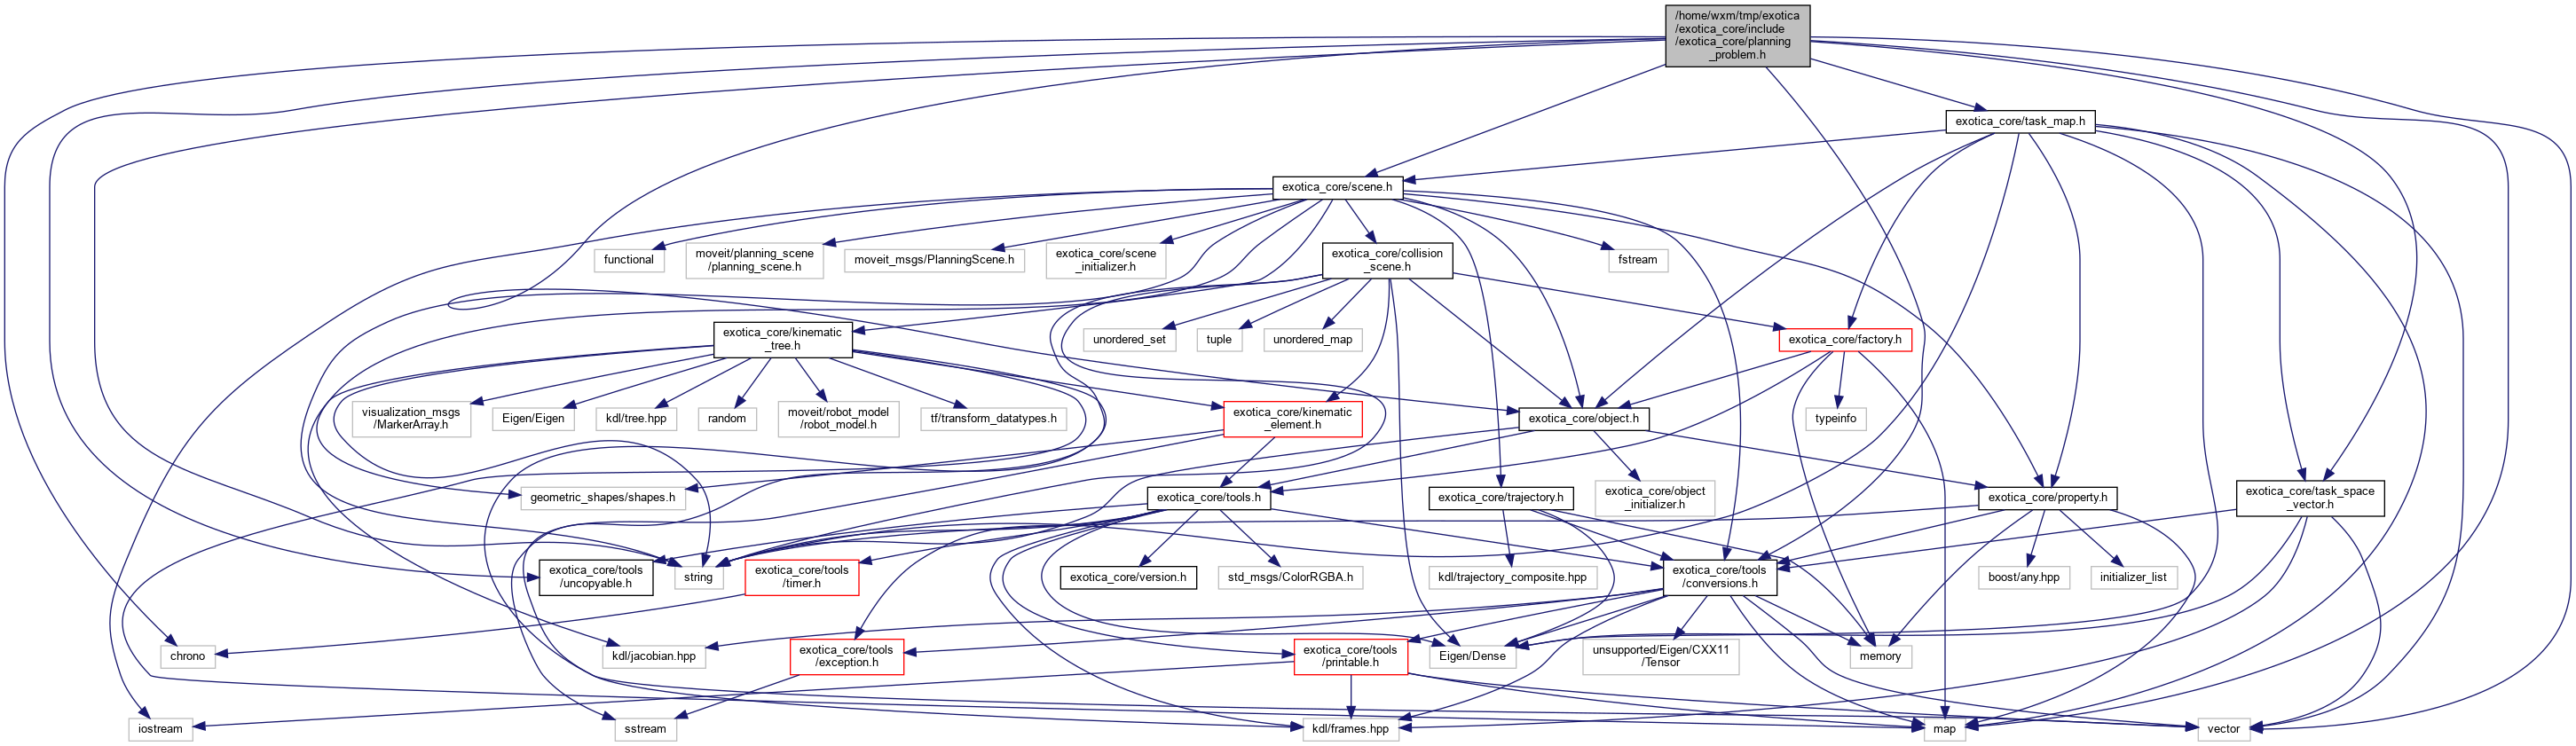 /home/wxm/tmp/exotica
/exotica_core/include
/exotica_core/planning
_problem.h
exotica_core/task_map.h
exotica_core/scene.h
functional
moveit/planning_scene
/planning_scene.h
moveit_msgs/PlanningScene.h
exotica_core/scene
_initializer.h
exotica_core/collision
_scene.h
fstream
exotica_core/kinematic
_tree.h
unordered_set
tuple
unordered_map
exotica_core/factory.h
visualization_msgs
/MarkerArray.h
Eigen/Eigen
kdl/tree.hpp
random
moveit/robot_model
/robot_model.h
tf/transform_datatypes.h
exotica_core/kinematic
_element.h
exotica_core/object.h
typeinfo
geometric_shapes/shapes.h
exotica_core/tools.h
exotica_core/trajectory.h
exotica_core/object
_initializer.h
exotica_core/property.h
exotica_core/task_space
_vector.h
exotica_core/tools
/uncopyable.h
string
exotica_core/tools
/timer.h
exotica_core/version.h
std_msgs/ColorRGBA.h
kdl/trajectory_composite.hpp
exotica_core/tools
/conversions.h
boost/any.hpp
initializer_list
chrono
kdl/jacobian.hpp
exotica_core/tools
/exception.h
exotica_core/tools
/printable.h
Eigen/Dense
unsupported/Eigen/CXX11
/Tensor
memory
iostream
sstream
kdl/frames.hpp
map
vector